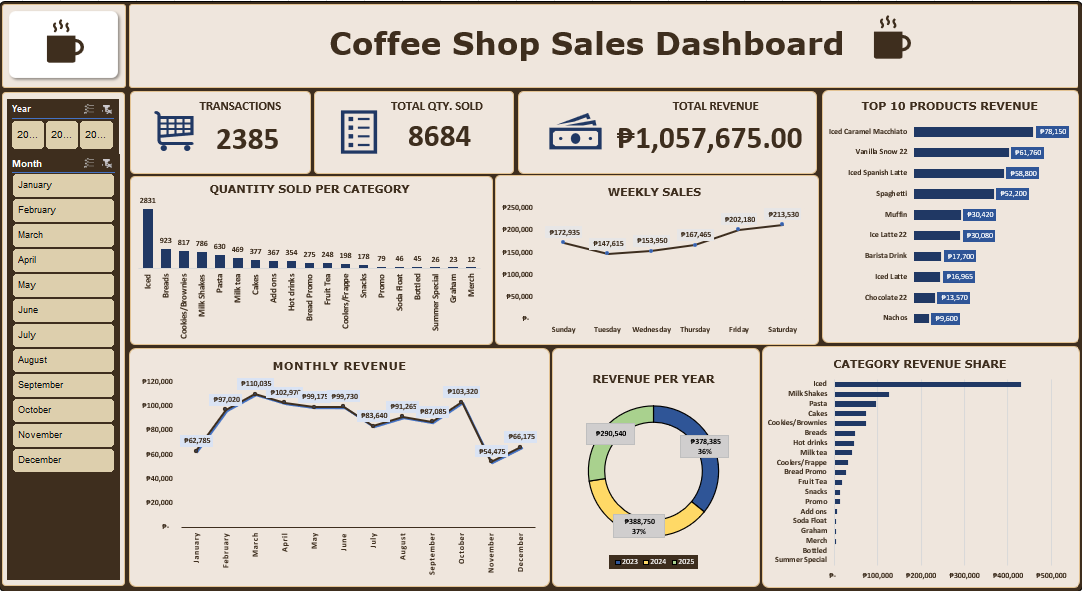 Coffee Shop Sales Dashboard
Year
20... 20... 20...
Month
January
February
March
April
May
June
July
August
September
October
November
December
TRANSACTIONS
2385
TOTAL QTY. SOLD
8684
TOTAL REVENUE
₱1,057,675.00
TOP 10 PRODUCTS REVENUE
Iced Caramel Macchiato ₱78,150
Vanilla Snow 22 ₱61,760
Iced Spanish Latte ₱58,800
Spaghetti ₱52,200
Muffin ₱30,420
Ice Latte 22 ₱30,080
Barista Drink ₱17,700
Iced Latte ₱16,965
Chocolate 22 ₱13,570
Nachos ₱9,600
QUANTITY SOLD PER CATEGORY
2831 923 817 786 630 469 377 367 354 275 248 198 178 79 46 45 26 23 12
Iced
Breads
Cookies/Brownies
Milk Shakes
Pasta
Milk tea
Cakes
Add ons
Hot drinks
Bread Promo
Fruit Tea
Coolers/Frappe
Snacks
Promo
Soda Float
Bottled
Summer Special
Graham
Merch
WEEKLY SALES
₱250,000
₱200,000
₱150,000
₱100,000
₱50,000
₱-
₱172,935 ₱147,615 ₱153,950 ₱167,465 ₱202,180 ₱213,530
Sunday Tuesday Wednesday Thursday Friday Saturday
MONTHLY REVENUE
₱120,000
₱100,000
₱80,000
₱60,000
₱40,000
₱20,000
₱-
₱62,785 ₱97,020 ₱110,035 ₱102,970 ₱99,175 ₱99,730 ₱83,640 ₱91,265 ₱87,085 ₱103,320 ₱54,475 ₱66,175
January
February
March
April
May
June
July
August
September
October
November
December
REVENUE PER YEAR
₱290,540
₱378,385
36%
₱388,750
37%
2023 2024 2025
CATEGORY REVENUE SHARE
Iced
Milk Shakes
Pasta
Cakes
Cookies/Brownies
Breads
Hot drinks
Milk tea
Coolers/Frappe
Bread Promo
Fruit Tea
Snacks
Promo
Add ons
Soda Float
Graham
Merch
Bottled
Summer Special
₱- ₱100,000 ₱200,000 ₱300,000 ₱400,000 ₱500,000